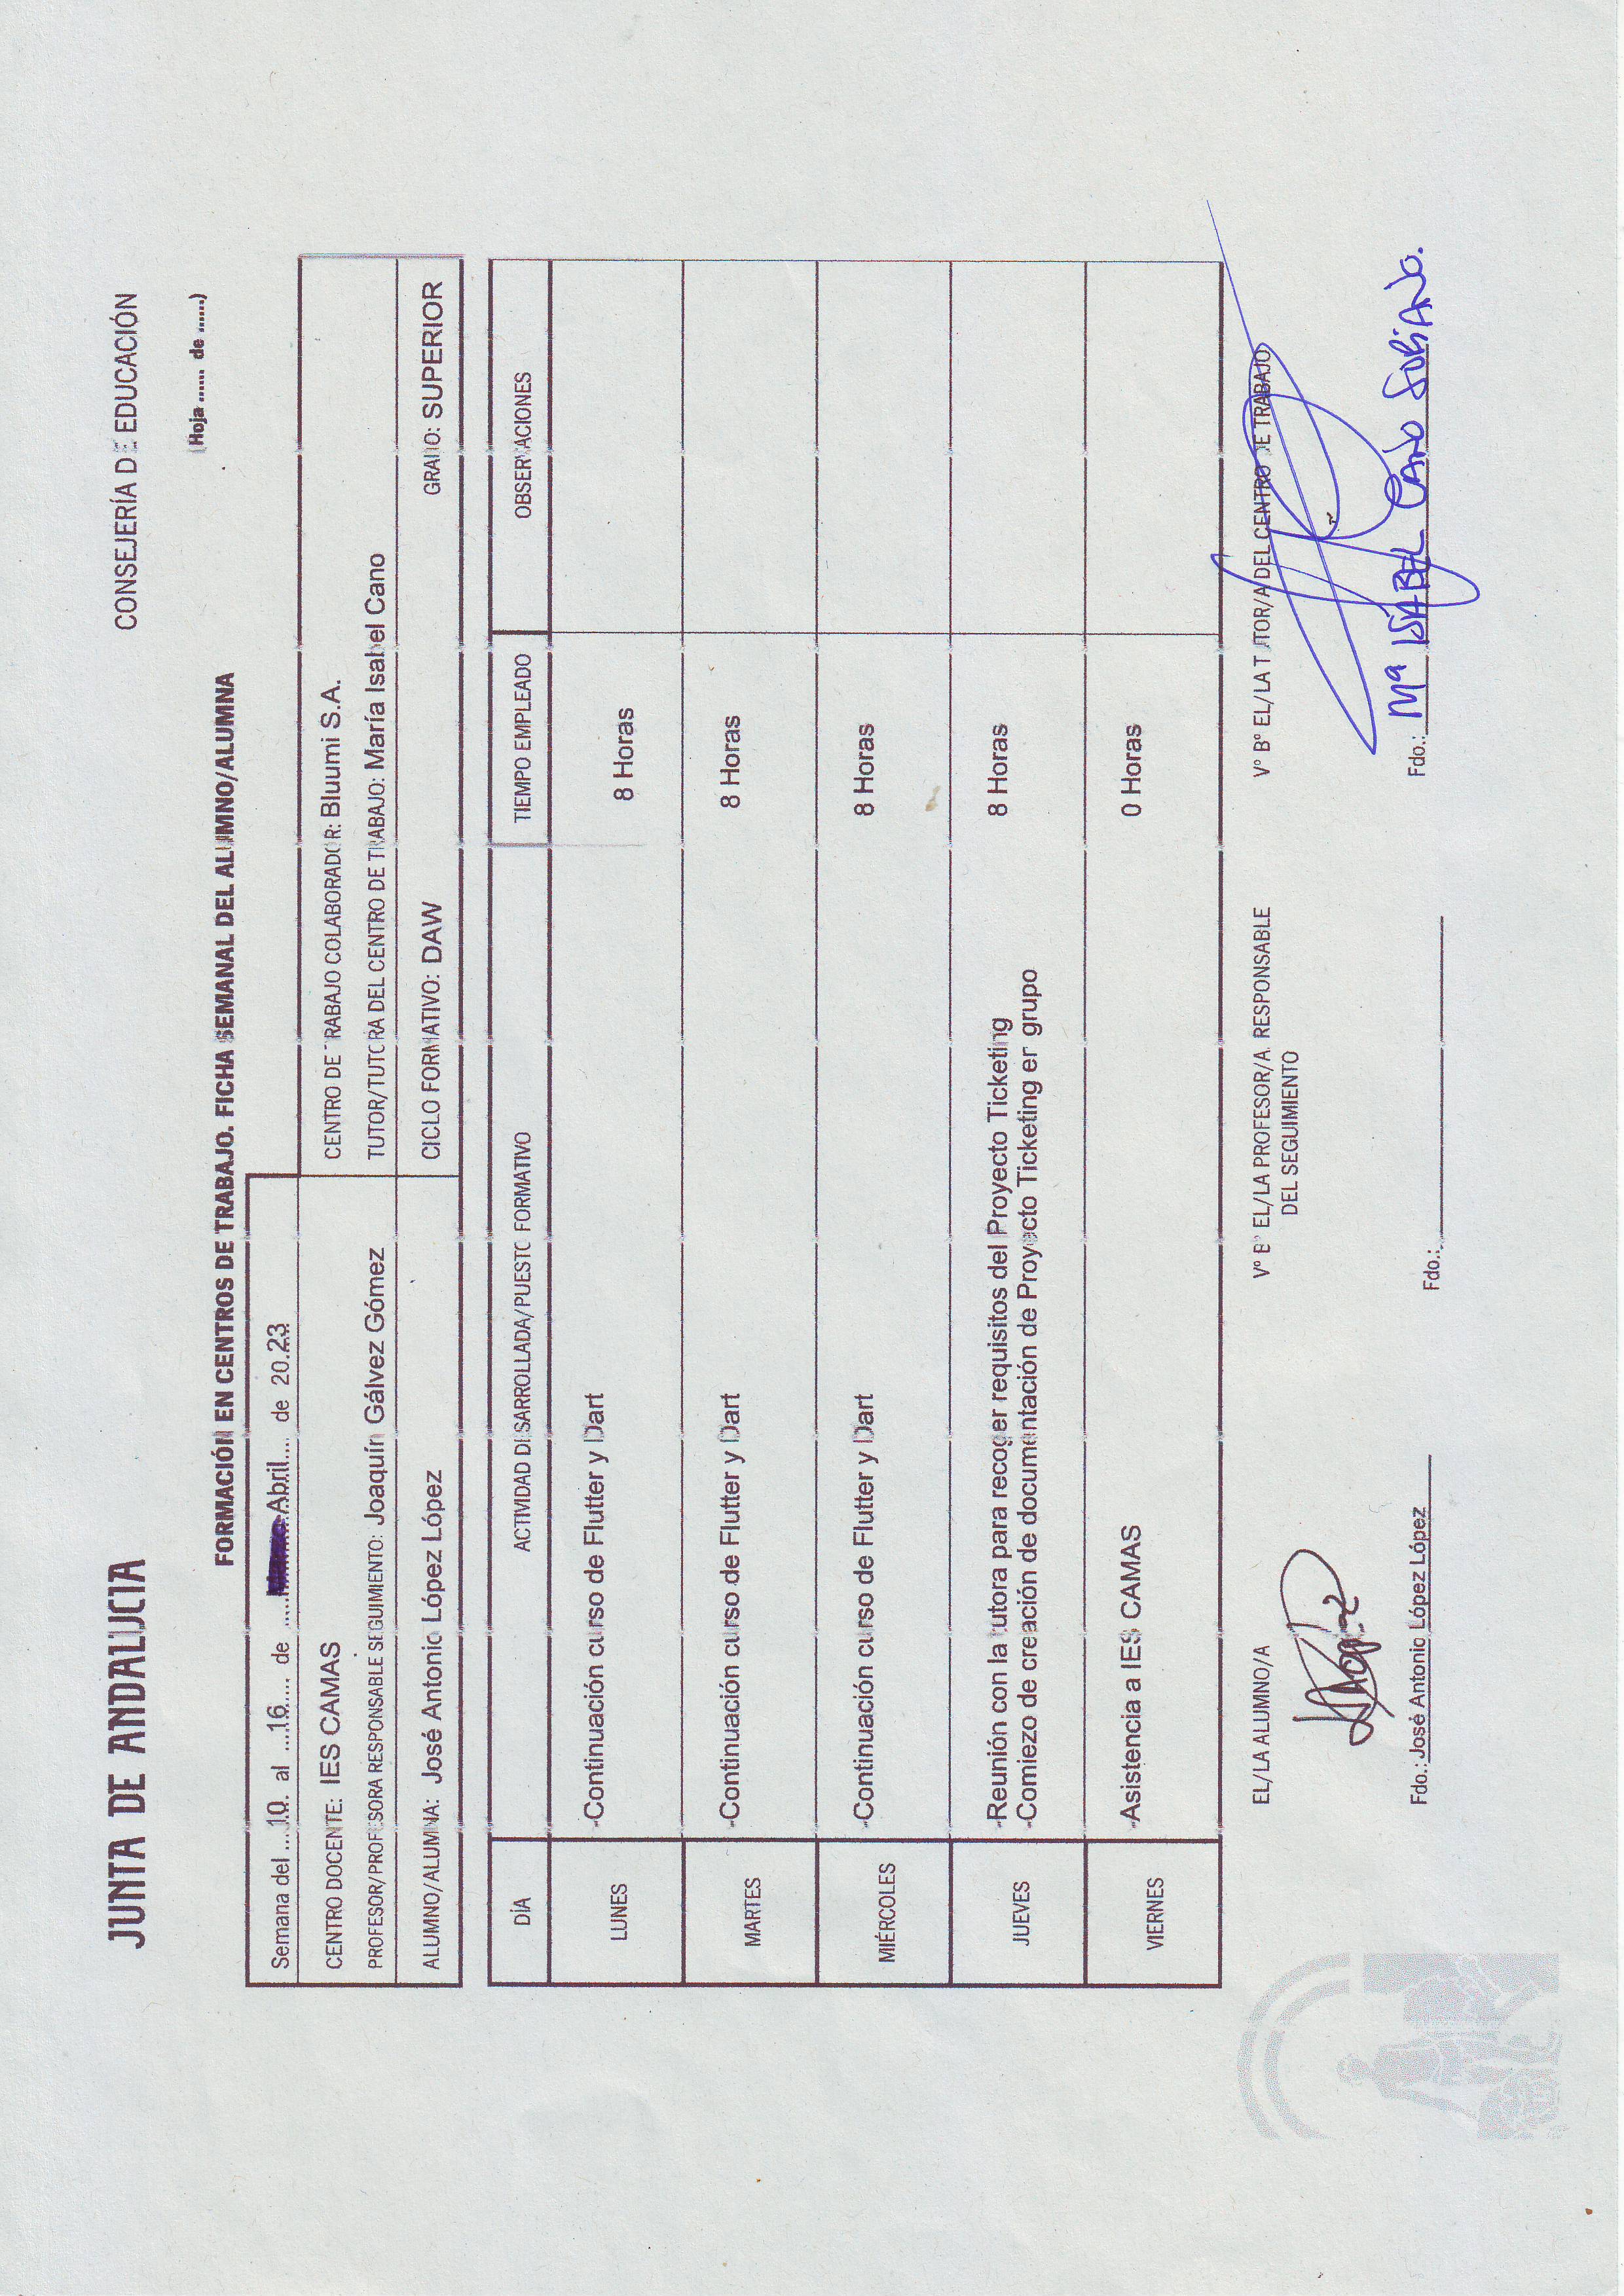 JUNTA DE ANDALUCIA
CONSEJERÍA DE EDUCACIÓN
(Hoja ...... de ......)
FORMACIÓN EN CENTROS DE TRABAJO. FICHA SEMANAL DEL ALUMNO/ALUMNA
Semana del ...10. al ...16..... de ...... Abril.... de 20.23
CENTRO DOCENTE: IES CAMAS
CENTRO DE TRABAJO COLABORADOR: Bluumi S.A.
PROFESOR/PROFESORA RESPONSABLE SEGUIMIENTO: Joaquín Gálvez Gómez
TUTOR/TUTORA DEL CENTRO DE TRABAJO: María Isabel Cano
ALUMNO/ALUMNA: José Antonio López López
CICLO FORMATIVO: DAW
GRADO: SUPERIOR
DÍA
ACTIVIDAD DESARROLLADA/PUESTO FORMATIVO
TIEMPO EMPLEADO
OBSERVACIONES
LUNES
-Continuación curso de Flutter y Dart
8 Horas
MARTES
-Continuación curso de Flutter y Dart
8 Horas
MIÉRCOLES
-Continuación curso de Flutter y Dart
8 Horas
JUEVES
-Reunión con la tutora para recoger requisitos del Proyecto Ticketing
-Comiezo de creación de documentación de Proyecto Ticketing er grupo
8 Horas
VIERNES
-Asistencia a IES CAMAS
0 Horas
EL/LA ALUMNO/A
Vº Bº EL/LA PROFESOR/A RESPONSABLE
DEL SEGUIMIENTO
Vº Bº EL/LA TUTOR/A DEL CENTRO DE TRABAJO
Fdo.: José Antonio López López
Fdo.:
Fdo.: Mª ISABEL CANO SORIANO.